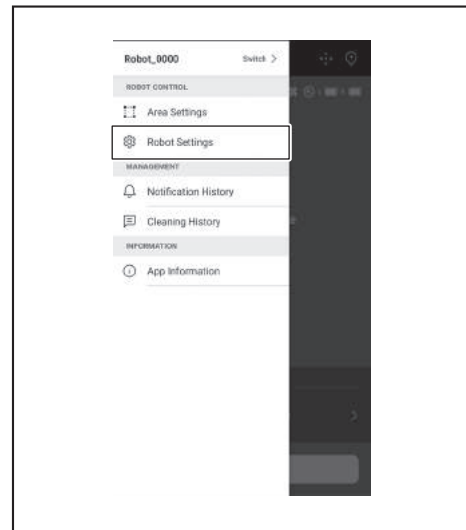 Robot_0000 Switch >
ROBOT CONTROL
Area Settings
Robot Settings
MANAGEMENT
Notification History
Cleaning History
INFORMATION
App Information